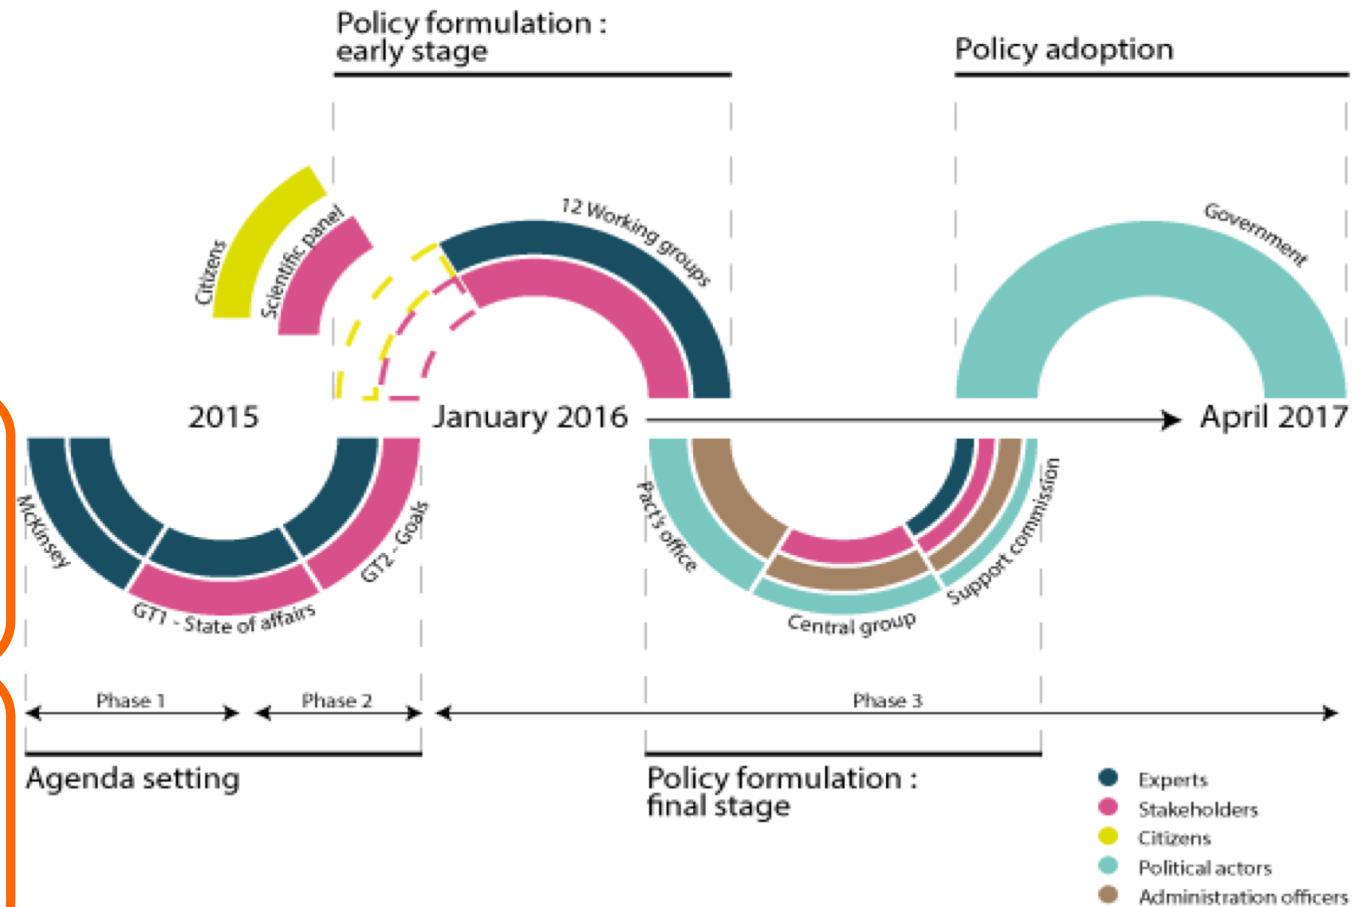 Policy formulation :
early stage
Policy adoption
Citizens
Scientific panel
12 Working groups
Government
2015
January 2016
April 2017
McKinsey
GT1 - State of affairs
GT2 - Goals
Pact's office
Central group
Support commission
Phase 1
Phase 2
Phase 3
Agenda setting
Policy formulation :
final stage
Experts
Stakeholders
Citizens
Political actors
Administration officers